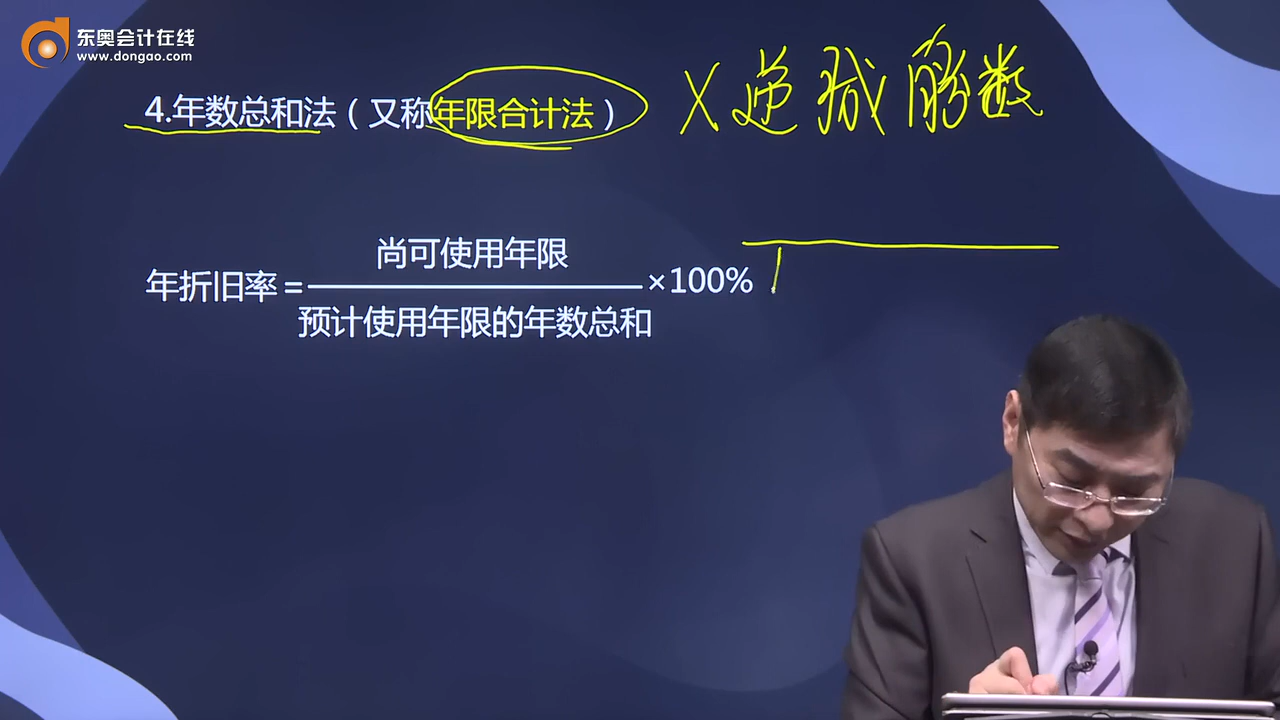 东奥会计在线
www.dongao.com
4.年数总和法（又称年限合计法） ×递减
尚可使用年限
年折旧率=————×100%
预计使用年限的年数总和